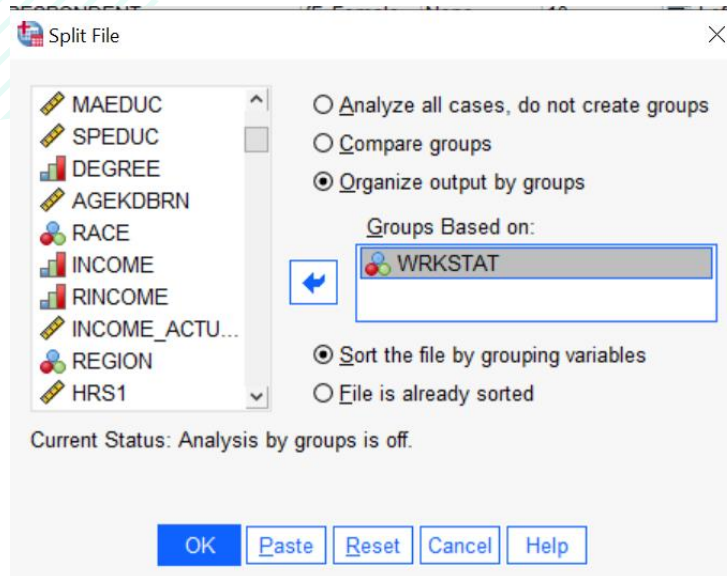 Split File
MAEDUC
SPEDUC
DEGREE
AGEKDBRN
RACE
INCOME
RINCOME
INCOME_ACTU...
REGION
HRS1
Analyze all cases, do not create groups
Compare groups
Organize output by groups
Groups Based on:
WRKSTAT
Sort the file by grouping variables
File is already sorted
Current Status: Analysis by groups is off.
OK Paste Reset Cancel Help